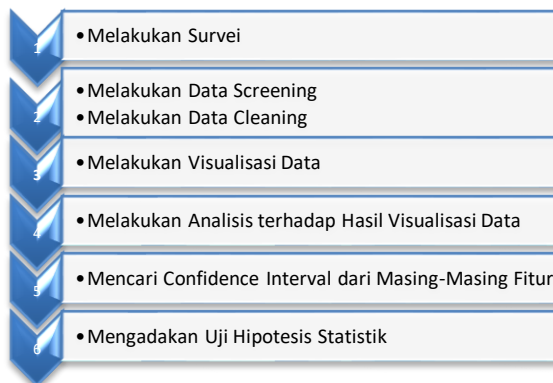 1
•Melakukan Survei
2
•Melakukan Data Screening
•Melakukan Data Cleaning
3
•Melakukan Visualisasi Data
4
•Melakukan Analisis terhadap Hasil Visualisasi Data
5
•Mencari Confidence Interval dari Masing-Masing Fitur
6
•Mengadakan Uji Hipotesis Statistik